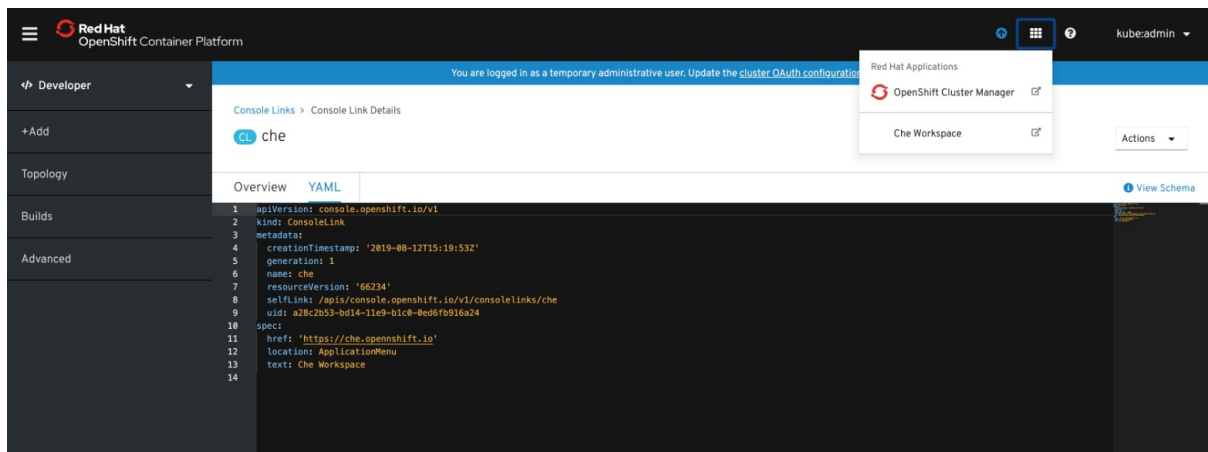 Red Hat
OpenShift Container Platform
kube:admin
Developer
You are logged in as a temporary administrative user. Update the cluster OAuth configuration
Red Hat Applications
OpenShift Cluster Manager
Che Workspace
+Add
Topology
Builds
Advanced
Console Links > Console Link Details
CL che
Actions
Overview YAML
View Schema
1 apiVersion: console.openshift.io/v1
2 kind: ConsoleLink
3 metadata:
4 creationTimestamp: '2019-08-12T15:19:53Z'
5 generation: 1
6 name: che
7 resourceVersion: '66234'
8 selfLink: /apis/console.openshift.io/v1/consolelinks/che
9 uid: a28c2b53-bd14-11e9-b1c0-0ed6fb916a24
10 spec:
11 href: 'https://che.opennshift.io'
12 location: ApplicationMenu
13 text: Che Workspace
14